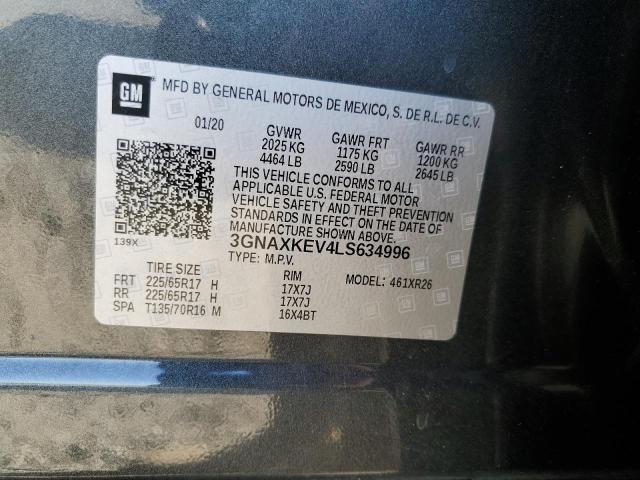 GM
MFD BY GENERAL MOTORS DE MEXICO, S. DE R.L. DE C.V.
01/20 GVWR GAWR FRT GAWR RR
2025 KG 1175 KG 1200 KG
4464 LB 2590 LB 2645 LB
THIS VEHICLE CONFORMS TO ALL
APPLICABLE U.S. FEDERAL MOTOR
VEHICLE SAFETY AND THEFT PREVENTION
STANDARDS IN EFFECT ON THE DATE OF
MANUFACTURE SHOWN ABOVE.
139X 3GNAXKEV4LS634996
TYPE: M.P.V.
TIRE SIZE RIM MODEL: 461XR26
FRT 225/65R17 H 17X7J
RR 225/65R17 H 17X7J
SPA T135/70R16 M 16X4BT